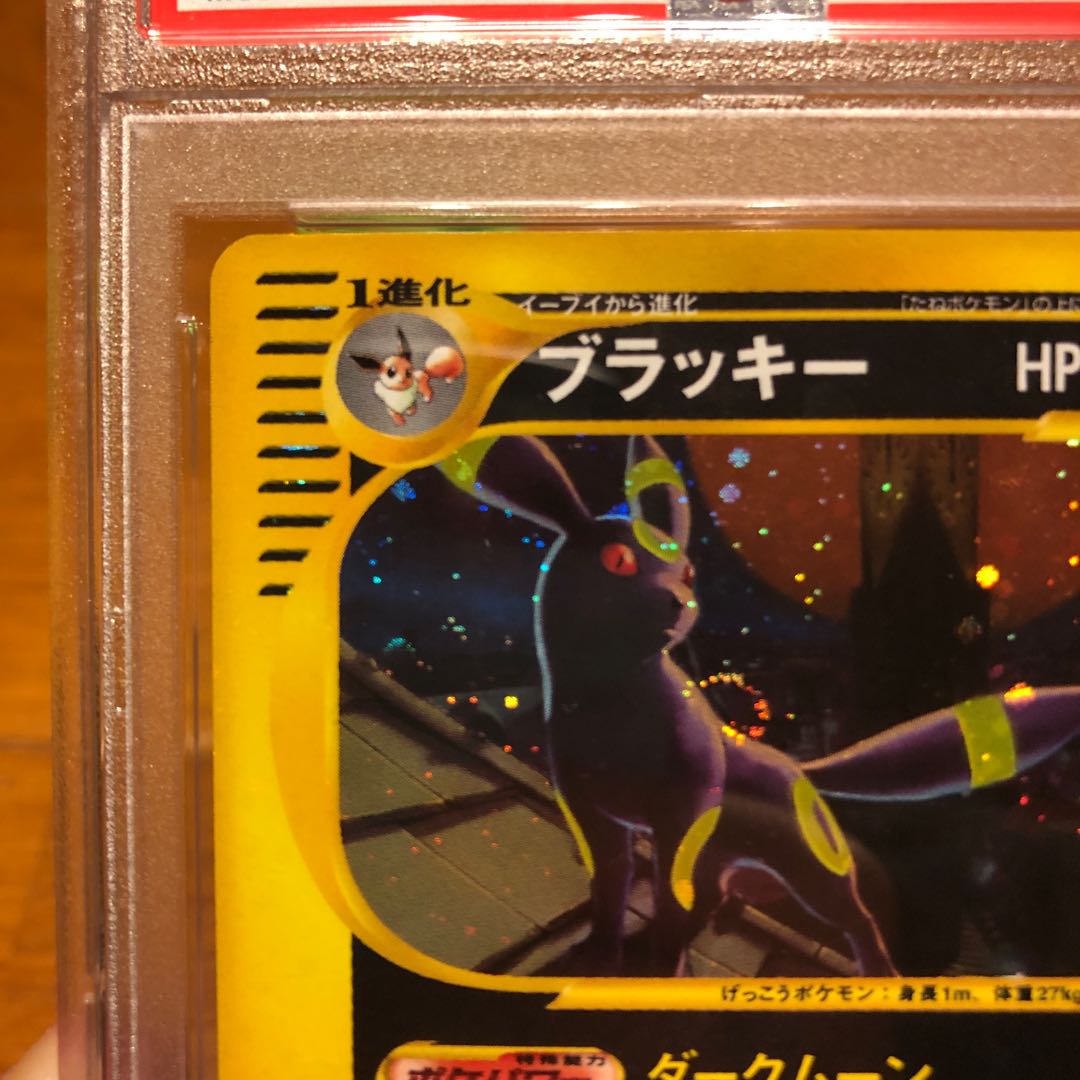 1進化
イーブイから進化
「たねポケモン」の上に
ブラッキー HP
げっこうポケモン：身長1m、体重27kg
特殊能力
ポケパワー
ダークムーン